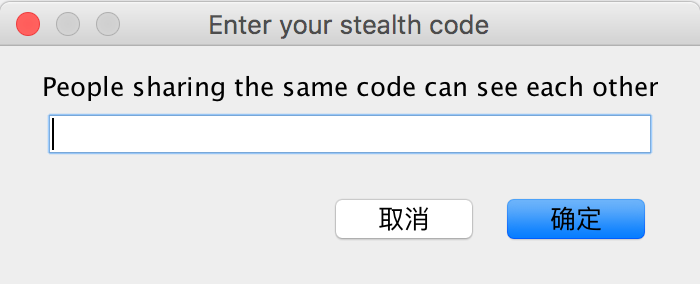 Enter your stealth code
People sharing the same code can see each other
取消 确定